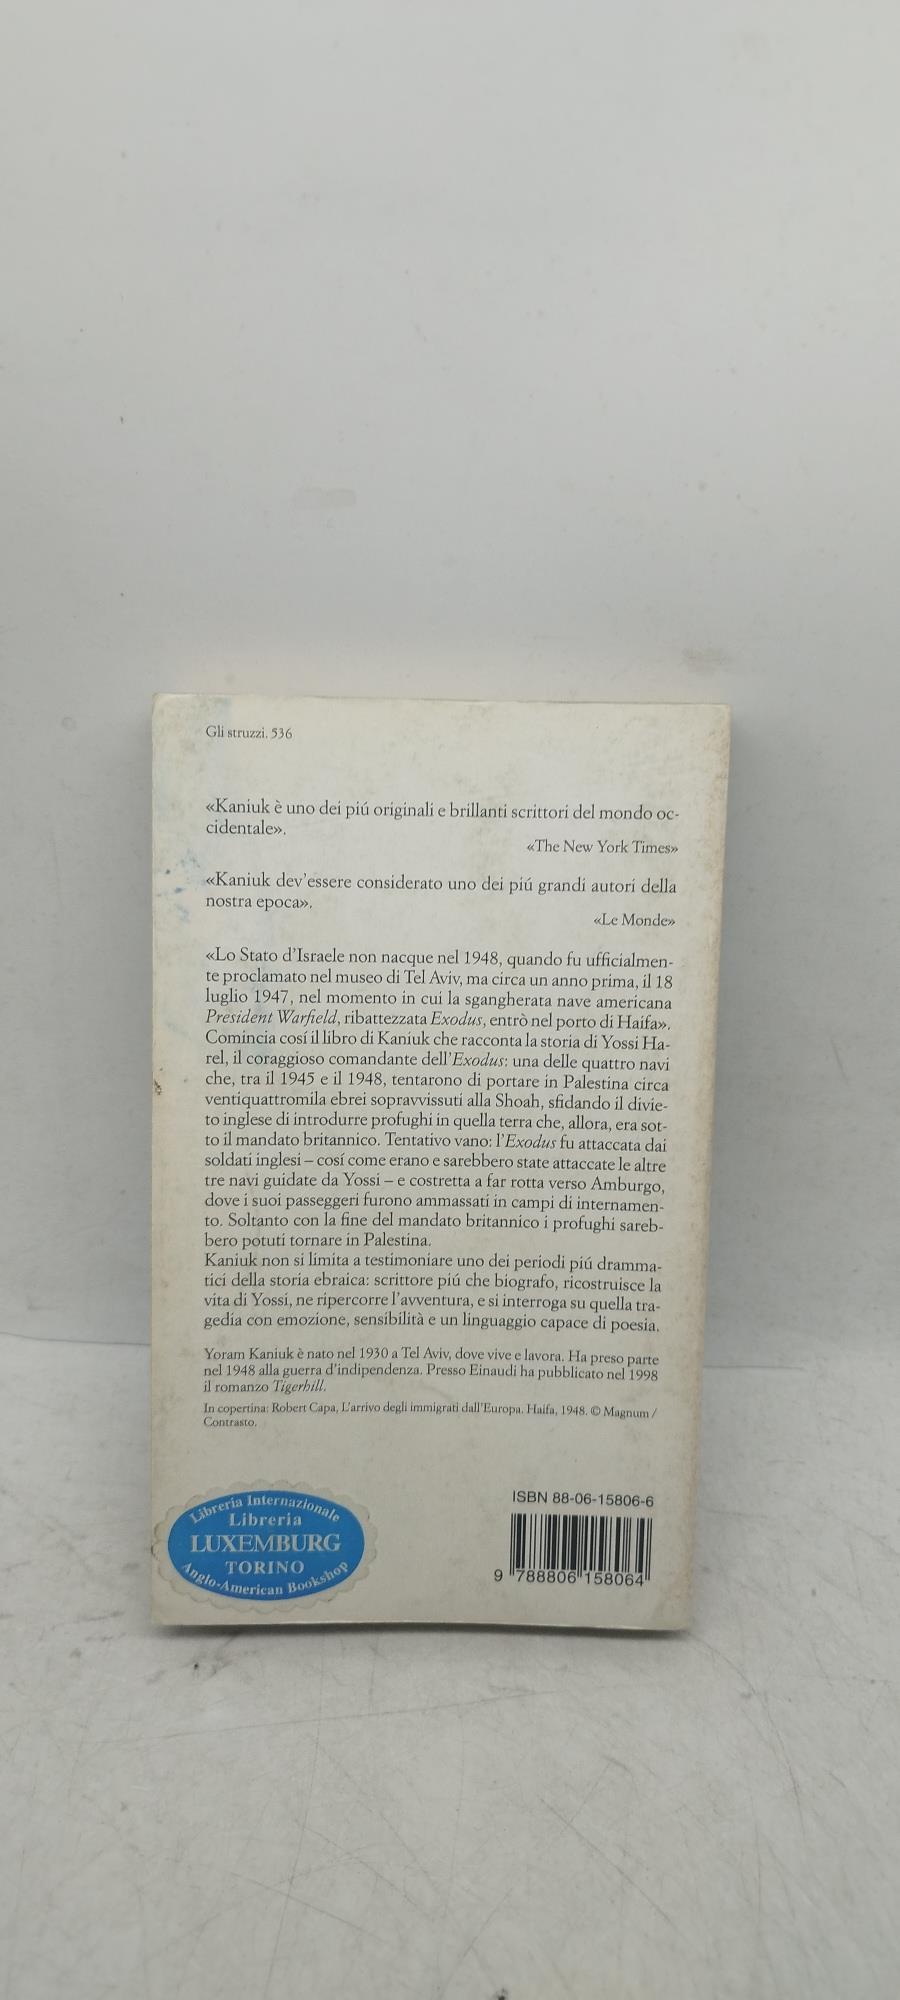 Gli struzzi. 536
«Kaniuk è uno dei piú originali e brillanti scrittori del mondo oc-
cidentale».
«The New York Times»
«Kaniuk dev'essere considerato uno dei piú grandi autori della
nostra epoca».
«Le Monde»
«Lo Stato d'Israele non nacque nel 1948, quando fu ufficialmen-
te proclamato nel museo di Tel Aviv, ma circa un anno prima, il 18
luglio 1947, nel momento in cui la sgangherata nave americana
President Warfield, ribattezzata Exodus, entrò nel porto di Haifa».
Comincia cosí il libro di Kaniuk che racconta la storia di Yossi Ha-
rel, il coraggioso comandante dell'Exodus: una delle quattro navi
che, tra il 1945 e il 1948, tentarono di portare in Palestina circa
ventiquattromila ebrei sopravvissuti alla Shoah, sfidando il divie-
to inglese di introdurre profughi in quella terra che, allora, era sot-
to il mandato britannico. Tentativo vano: l'Exodus fu attaccata dai
soldati inglesi – cosí come erano e sarebbero state attaccate le altre
tre navi guidate da Yossi – e costretta a far rotta verso Amburgo,
dove i suoi passeggeri furono ammassati in campi di internamen-
to. Soltanto con la fine del mandato britannico i profughi sareb-
bero potuti tornare in Palestina.
Kaniuk non si limita a testimoniare uno dei periodi piú dramma-
tici della storia ebraica: scrittore piú che biografo, ricostruisce la
vita di Yossi, ne ripercorre l'avventura, e si interroga su quella tra-
gedia con emozione, sensibilità e un linguaggio capace di poesia.
Yoram Kaniuk è nato nel 1930 a Tel Aviv, dove vive e lavora. Ha preso parte
nel 1948 alla guerra d'indipendenza. Presso Einaudi ha pubblicato nel 1998
il romanzo Tigerhill.
In copertina: Robert Capa, L'arrivo degli immigrati dall'Europa. Haifa, 1948. © Magnum /
Contrasto.
Libreria Internazionale
Libreria
LUXEMBURG
TORINO
Anglo-American Bookshop
ISBN 88-06-15806-6
9 788806 158064